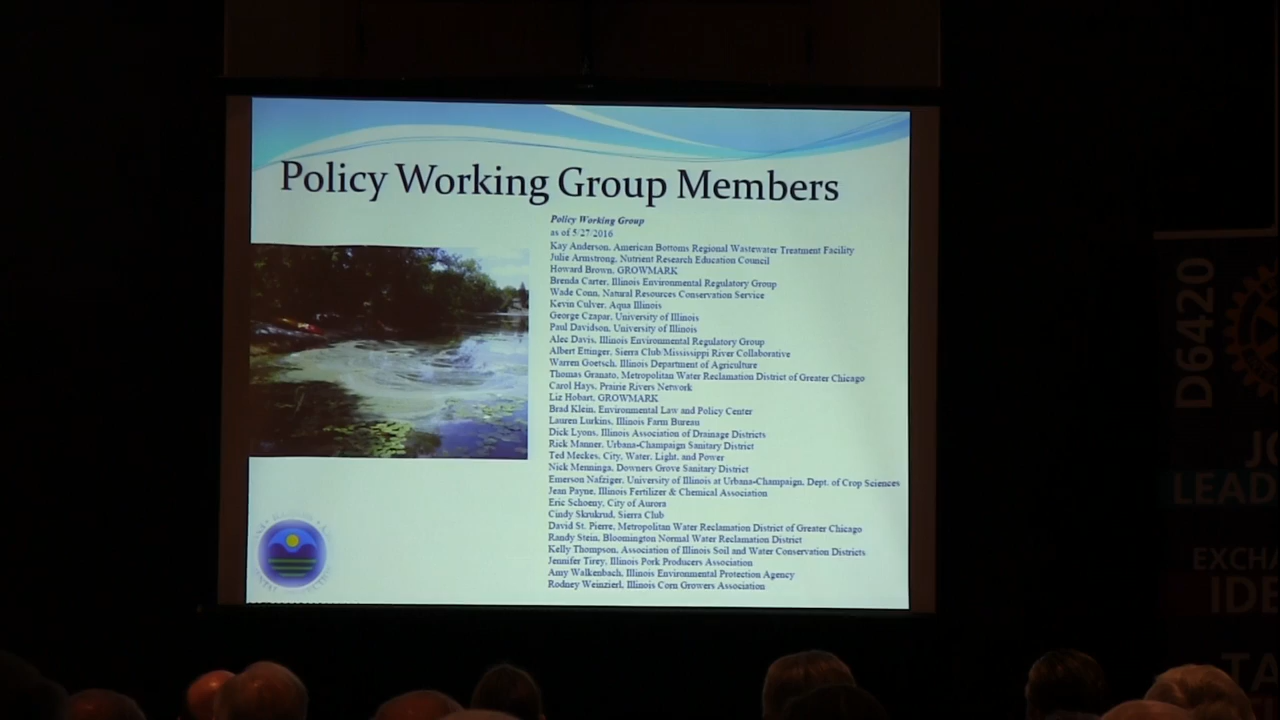 Policy Working Group Members
Policy Working Group
as of 5/27/2016
Kay Anderson, American Bottoms Regional Wastewater Treatment Facility
Julie Armstrong, Nutrient Research Education Council
Howard Brown, GROWMARK
Brenda Carter, Illinois Environmental Regulatory Group
Wade Conn, Natural Resources Conservation Service
Kevin Culver, Aqua Illinois
George Czapar, University of Illinois
Paul Davidson, University of Illinois
Alec Davis, Illinois Environmental Regulatory Group
Albert Ettinger, Sierra Club/Mississippi River Collaborative
Warren Goetsch, Illinois Department of Agriculture
Thomas Granato, Metropolitan Water Reclamation District of Greater Chicago
Carol Hays, Prairie Rivers Network
Liz Hobart, GROWMARK
Brad Klein, Environmental Law and Policy Center
Lauren Lurkins, Illinois Farm Bureau
Dick Lyons, Illinois Association of Drainage Districts
Rick Manner, Urbana-Champaign Sanitary District
Ted Meckes, City, Water, Light, and Power
Nick Menninga, Downers Grove Sanitary District
Emerson Nafziger, University of Illinois at Urbana-Champaign, Dept. of Crop Sciences
Jean Payne, Illinois Fertilizer & Chemical Association
Eric Schoeny, City of Aurora
Cindy Skrukrud, Sierra Club
David St. Pierre, Metropolitan Water Reclamation District of Greater Chicago
Randy Stein, Bloomington Normal Water Reclamation District
Kelly Thompson, Association of Illinois Soil and Water Conservation Districts
Jennifer Tirey, Illinois Pork Producers Association
Amy Walkenbach, Illinois Environmental Protection Agency
Rodney Weinzierl, Illinois Corn Growers Association
D6420
JO
LEAD
EXCHA
IDE
TA